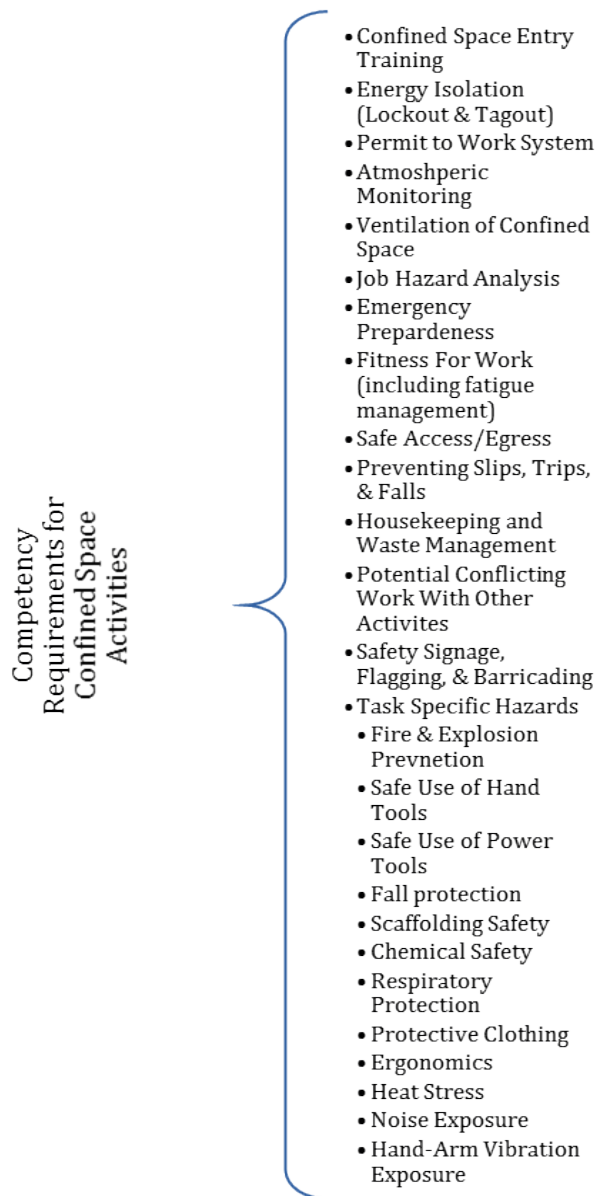 Competency
Requirements for
Confined Space
Activities
• Confined Space Entry
Training
• Energy Isolation
(Lockout & Tagout)
• Permit to Work System
• Atmoshperic
Monitoring
• Ventilation of Confined
Space
• Job Hazard Analysis
• Emergency
Prepardeness
• Fitness For Work
(including fatigue
management)
• Safe Access/Egress
• Preventing Slips, Trips,
& Falls
• Housekeeping and
Waste Management
• Potential Conflicting
Work With Other
Activites
• Safety Signage,
Flagging, & Barricading
• Task Specific Hazards
• Fire & Explosion
Prevnetion
• Safe Use of Hand
Tools
• Safe Use of Power
Tools
• Fall protection
• Scaffolding Safety
• Chemical Safety
• Respiratory
Protection
• Protective Clothing
• Ergonomics
• Heat Stress
• Noise Exposure
• Hand-Arm Vibration
Exposure